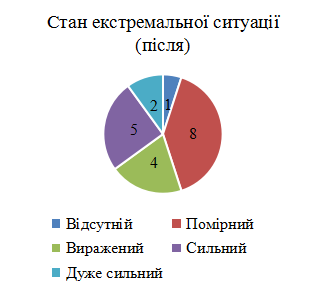 Стан екстремальної ситуації
(після)
1
8
4
5
2
Відсутній
Помірний
Виражений
Сильний
Дуже сильний